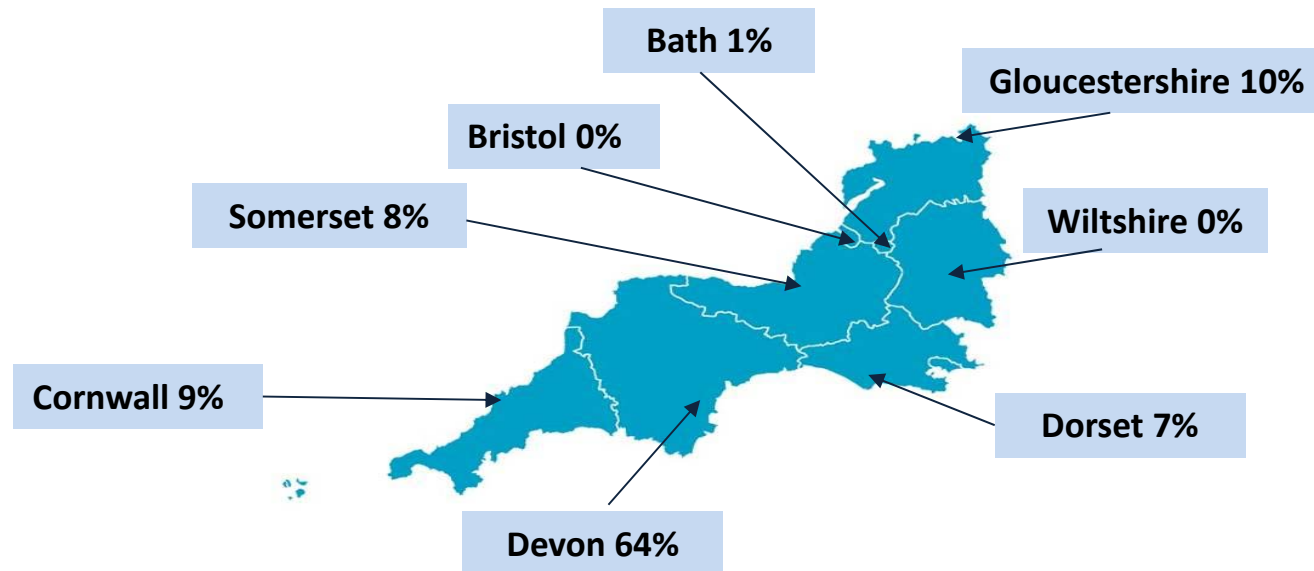 Bath 1%
Gloucestershire 10%
Bristol 0%
Somerset 8%
Wiltshire 0%
Cornwall 9%
Dorset 7%
Devon 64%